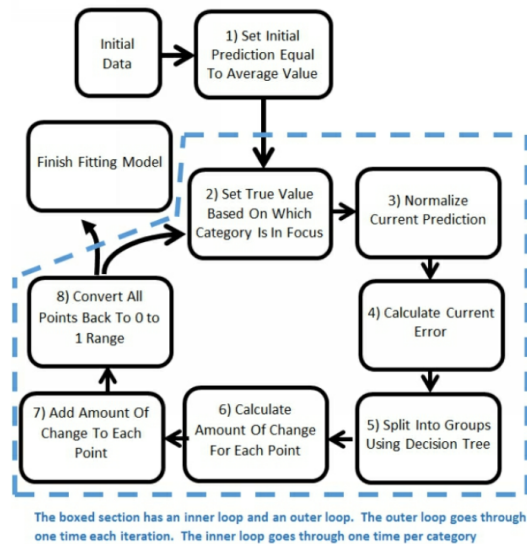 Initial
Data
1) Set Initial
Prediction Equal
To Average Value
Finish Fitting Model
2) Set True Value
Based On Which
Category Is In Focus
3) Normalize
Current Prediction
8) Convert All
Points Back To 0 to
1 Range
4) Calculate Current
Error
7) Add Amount Of
Change To Each
Point
6) Calculate
Amount Of Change
For Each Point
5) Split Into Groups
Using Decision Tree
The boxed section has an inner loop and an outer loop. The outer loop goes through
one time each iteration. The inner loop goes through one time per category